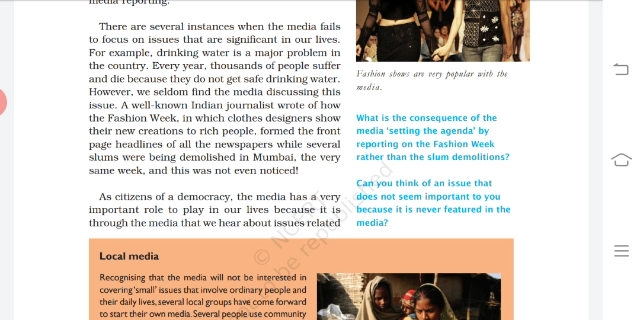 media reporting.
There are several instances when the media fails
to focus on issues that are significant in our lives.
For example, drinking water is a major problem in
the country. Every year, thousands of people suffer
and die because they do not get safe drinking water.
However, we seldom find the media discussing this
issue. A well-known Indian journalist wrote of how
the Fashion Week, in which clothes designers show
their new creations to rich people, formed the front
page headlines of all the newspapers while several
slums were being demolished in Mumbai, the very
same week, and this was not even noticed!
As citizens of a democracy, the media has a very
important role to play in our lives because it is
through the media that we hear about issues related
Fashion shows are very popular with the
media.
What is the consequence of the
media ‘setting the agenda’ by
reporting on the Fashion Week
rather than the slum demolitions?
Can you think of an issue that
does not seem important to you
because it is never featured in the
media?
Local media
Recognising that the media will not be interested in
covering ‘small’ issues that involve ordinary people and
their daily lives, several local groups have come forward
to start their own media. Several people use community
© NCERT
be republished